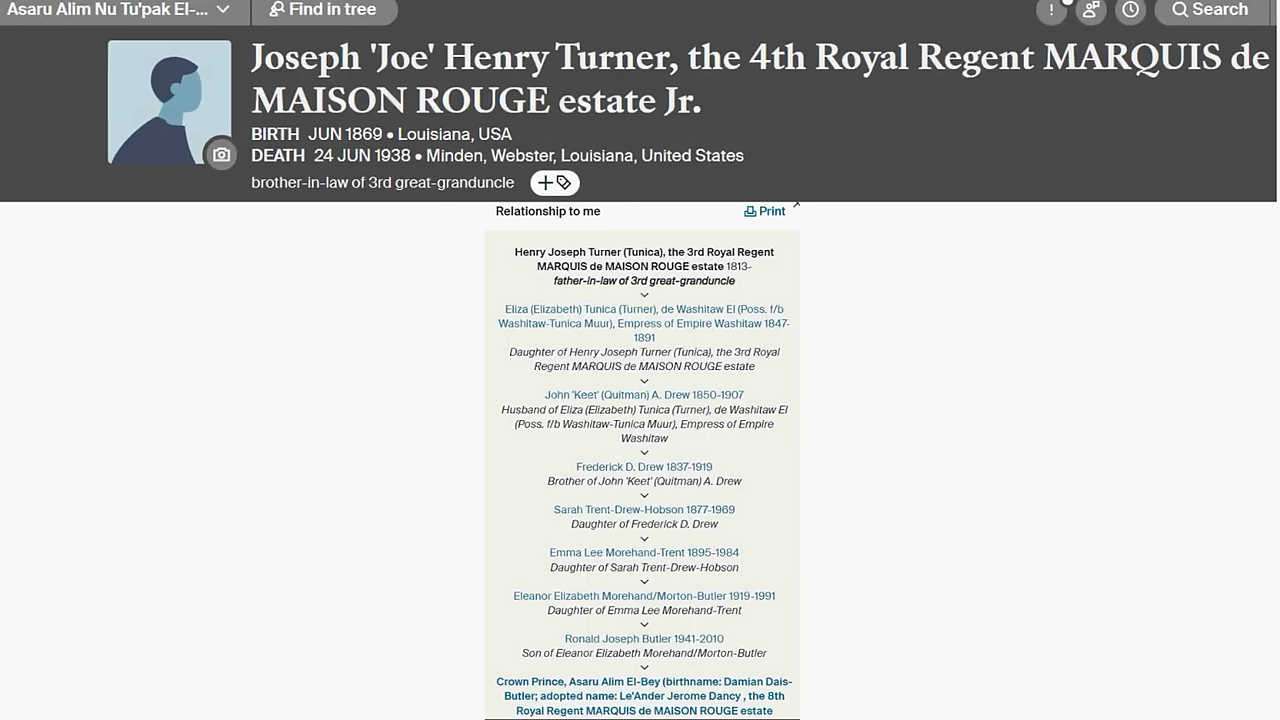 Asaru Alim Nu Tu'pak El-...
Find in tree
!
Search
Joseph 'Joe' Henry Turner, the 4th Royal Regent MARQUIS de
MAISON ROUGE estate Jr.
BIRTH JUN 1869 • Louisiana, USA
DEATH 24 JUN 1938 • Minden, Webster, Louisiana, United States
brother-in-law of 3rd great-granduncle
Relationship to me
Print
Henry Joseph Turner (Tunica), the 3rd Royal Regent
MARQUIS de MAISON ROUGE estate 1813-
father-in-law of 3rd great-granduncle
Eliza (Elizabeth) Tunica (Turner), de Washitaw El (Poss. f/b
Washitaw-Tunica Muur), Empress of Empire Washitaw 1847-
1891
Daughter of Henry Joseph Turner (Tunica), the 3rd Royal
Regent MARQUIS de MAISON ROUGE estate
John 'Keet' (Quitman) A. Drew 1850-1907
Husband of Eliza (Elizabeth) Tunica (Turner), de Washitaw El
(Poss. f/b Washitaw-Tunica Muur), Empress of Empire
Washitaw
Frederick D. Drew 1837-1919
Brother of John 'Keet' (Quitman) A. Drew
Sarah Trent-Drew-Hobson 1877-1969
Daughter of Frederick D. Drew
Emma Lee Morehand-Trent 1895-1984
Daughter of Sarah Trent-Drew-Hobson
Eleanor Elizabeth Morehand/Morton-Butler 1919-1991
Daughter of Emma Lee Morehand-Trent
Ronald Joseph Butler 1941-2010
Son of Eleanor Elizabeth Morehand/Morton-Butler
Crown Prince, Asaru Alim El-Bey (birthname: Damian Dais-
Butler; adopted name: Le'Ander Jerome Dancy , the 8th
Royal Regent MARQUIS de MAISON ROUGE estate